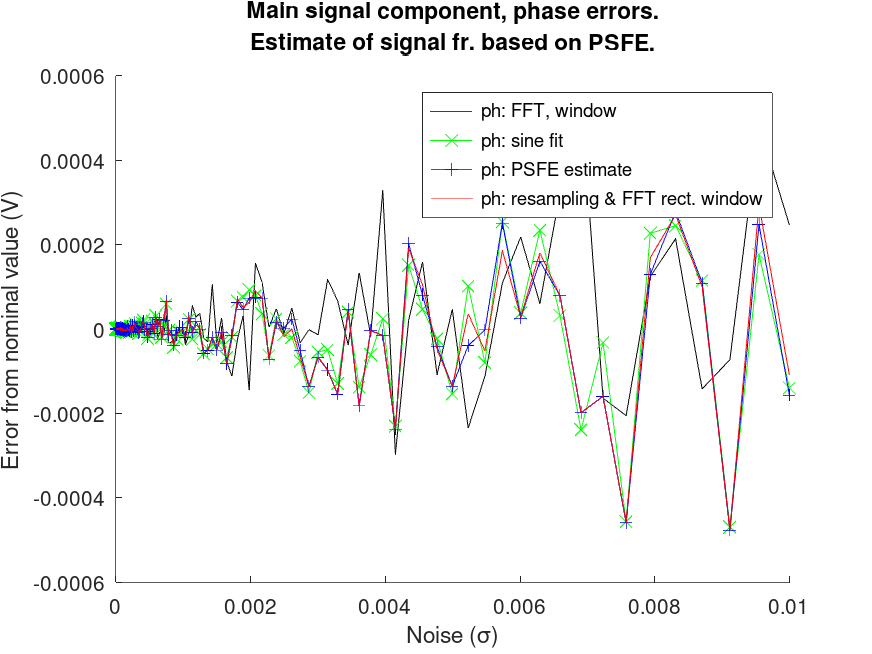 Main signal component, phase errors.
Estimate of signal fr. based on PSFE.
0.0006
0.0004
0.0002
0
-0.0002
-0.0004
-0.0006
Error from nominal value (V)
ph: FFT, window
ph: sine fit
ph: PSFE estimate
ph: resampling & FFT rect. window
0
0.002
0.004
0.006
0.008
0.01
Noise (σ)